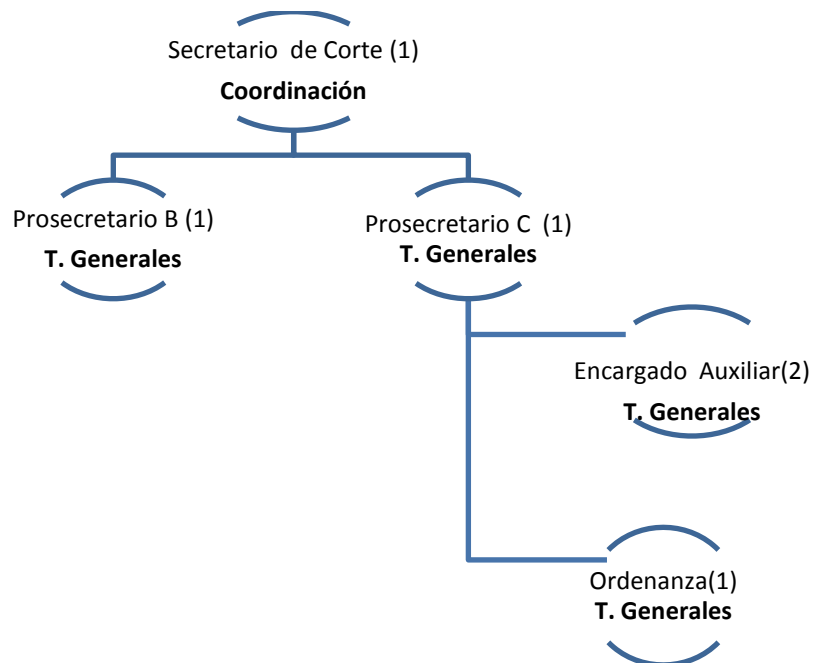 Secretario de Corte (1)
Coordinación
Prosecretario B (1)
T. Generales
Prosecretario C (1)
T. Generales
Encargado Auxiliar(2)
T. Generales
Ordenanza(1)
T. Generales